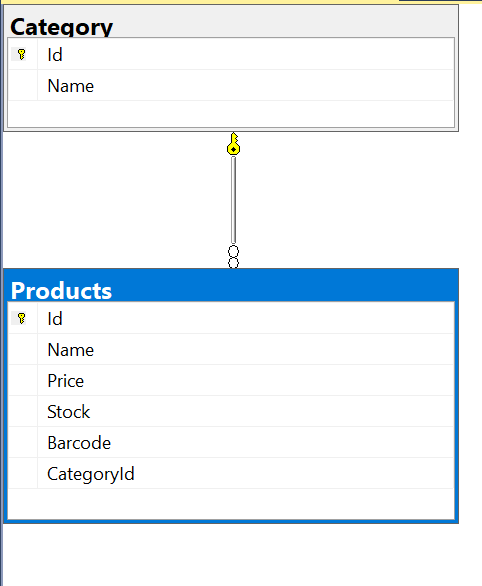 Category
Id
Name
Products
Id
Name
Price
Stock
Barcode
CategoryId